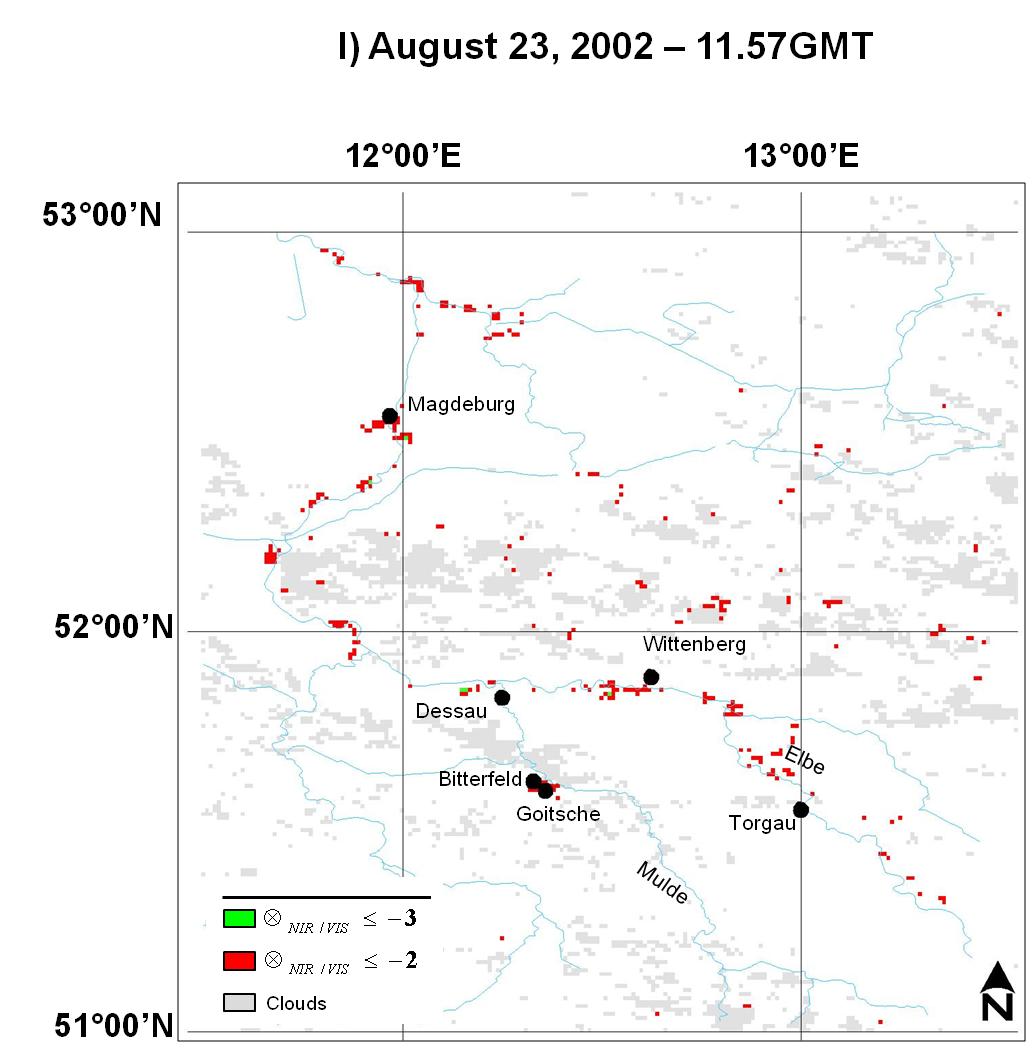 I) August 23, 2002 – 11.57GMT
12°00’E 13°00’E
53°00’N
Magdeburg
52°00’N
Wittenberg
Dessau
Elbe
Bitterfeld
Goitsche
Torgau
Mulde
⊗ NIR / VIS ≤ −3
⊗ NIR / VIS ≤ −2
Clouds
N
51°00’N